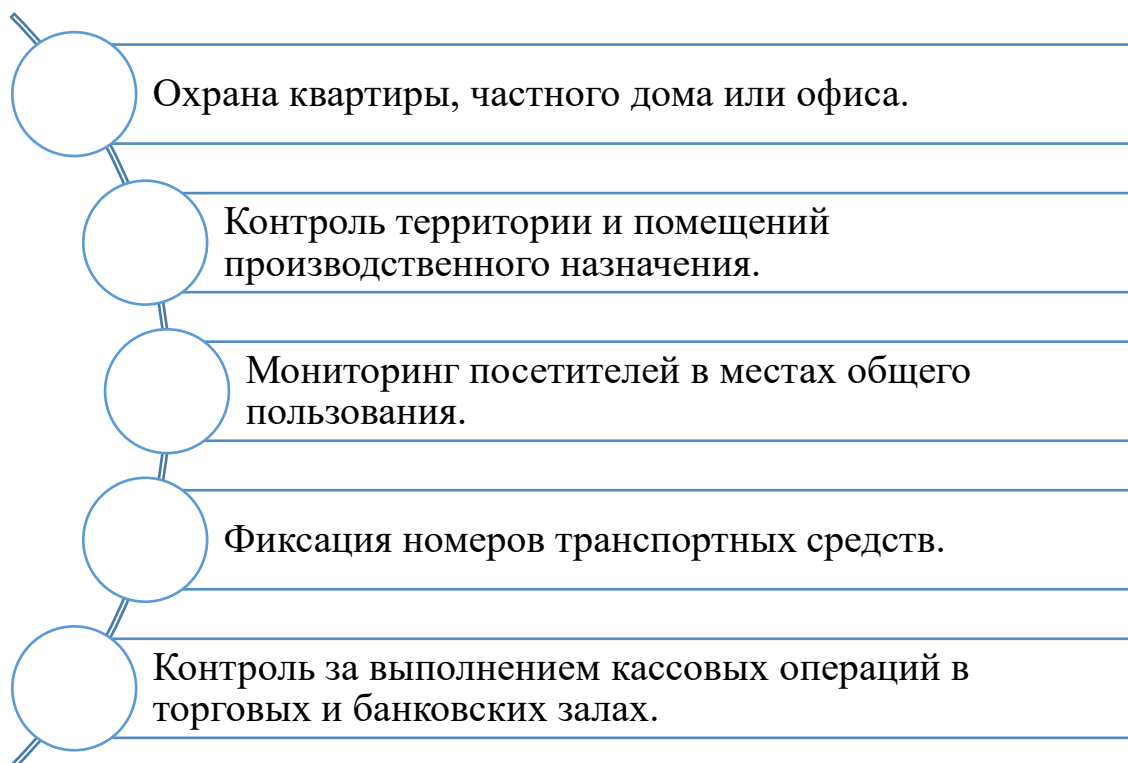 Охрана квартиры, частного дома или офиса.
Контроль территории и помещений
производственного назначения.
Мониторинг посетителей в местах общего
пользования.
Фиксация номеров транспортных средств.
Контроль за выполнением кассовых операций в
торговых и банковских залах.